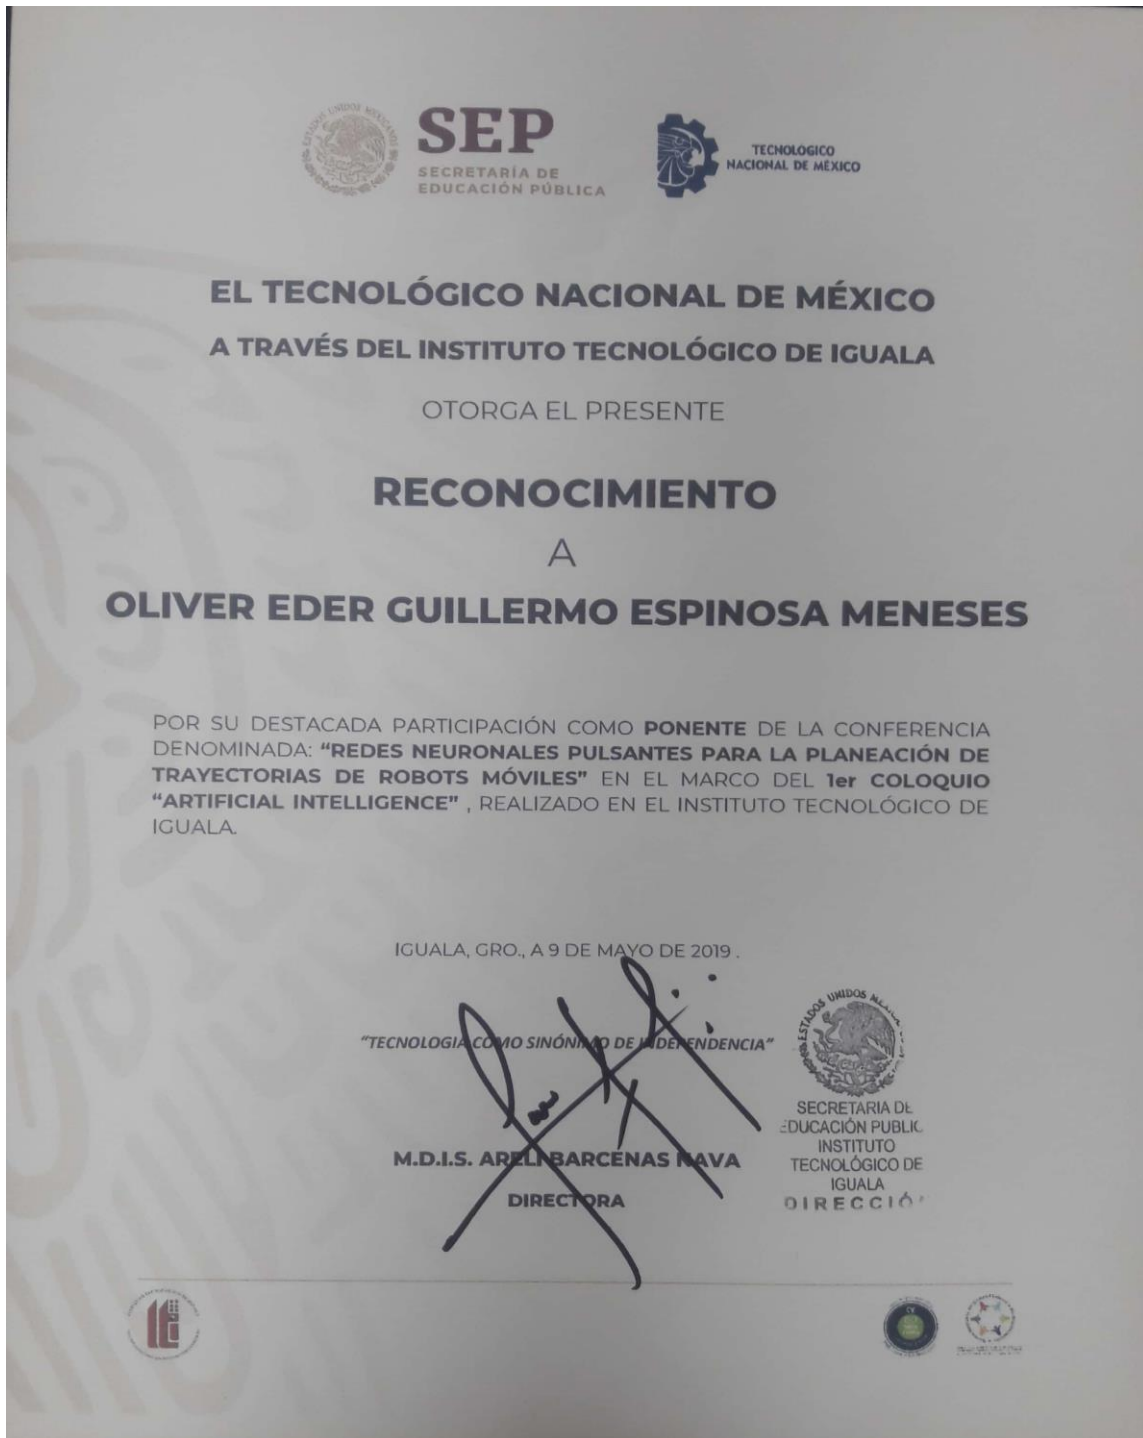 ESTADOS UNIDOS MEXICANOS
SEP
SECRETARÍA DE
EDUCACIÓN PÚBLICA
TECNOLÓGICO
NACIONAL DE MÉXICO
EL TECNOLÓGICO NACIONAL DE MÉXICO
A TRAVÉS DEL INSTITUTO TECNOLÓGICO DE IGUALA
OTORGA EL PRESENTE
RECONOCIMIENTO
A
OLIVER EDER GUILLERMO ESPINOSA MENESES
POR SU DESTACADA PARTICIPACIÓN COMO PONENTE DE LA CONFERENCIA
DENOMINADA: “REDES NEURONALES PULSANTES PARA LA PLANEACIÓN DE
TRAYECTORIAS DE ROBOTS MÓVILES” EN EL MARCO DEL 1er COLOQUIO
“ARTIFICIAL INTELLIGENCE” , REALIZADO EN EL INSTITUTO TECNOLÓGICO DE
IGUALA.
IGUALA, GRO., A 9 DE MAYO DE 2019 .
“TECNOLOGIA COMO SINÓNIMO DE INDEPENDENCIA”
M.D.I.S. ARELI BARCENAS NAVA
DIRECTORA
ESTADOS UNIDOS
SECRETARIA DE
EDUCACIÓN PUBLIC
INSTITUTO
TECNOLÓGICO DE
IGUALA
DIRECCIÓ